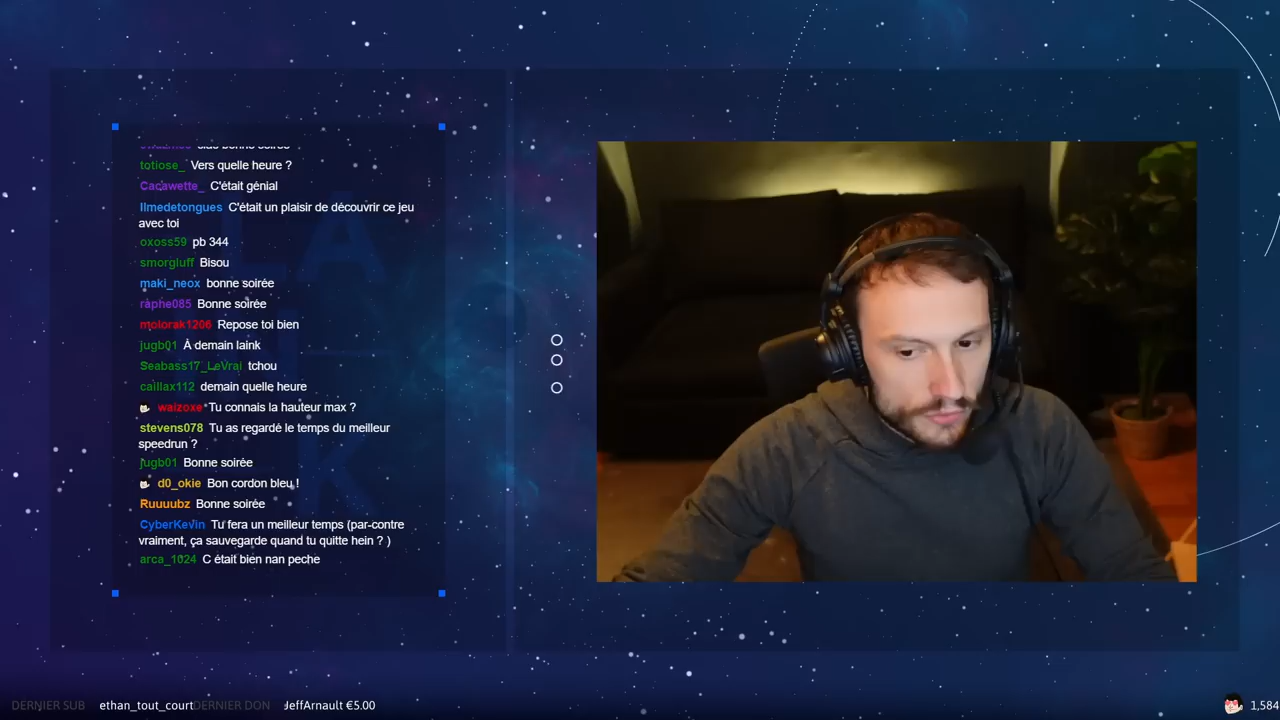 totiose_ Vers quelle heure ?
Cacawette_ C'était génial
Ilmedetongues C'était un plaisir de découvrir ce jeu
avec toi
oxoss59 pb 344
smorgluff Bisou
maki_neox bonne soirée
raphe085 Bonne soirée
molorak1206 Repose toi bien
jugb01 À demain laink
Seabass17_LeVrai tchou
caillax112 demain quelle heure
waizoxe Tu connais la hauteur max ?
stevens078 Tu as regardé le temps du meilleur
speedrun ?
jugb01 Bonne soirée
d0_okie Bon cordon bleu !
Ruuuubz Bonne soirée
CyberKevin Tu fera un meilleur temps (par-contre
vraiment, ça sauvegarde quand tu quitte hein ? )
arca_1024 C était bien nan peche
LA
K
DERNIER SUB ethan_tout_court DERNIER DON JeffArnault €5.00 1,584